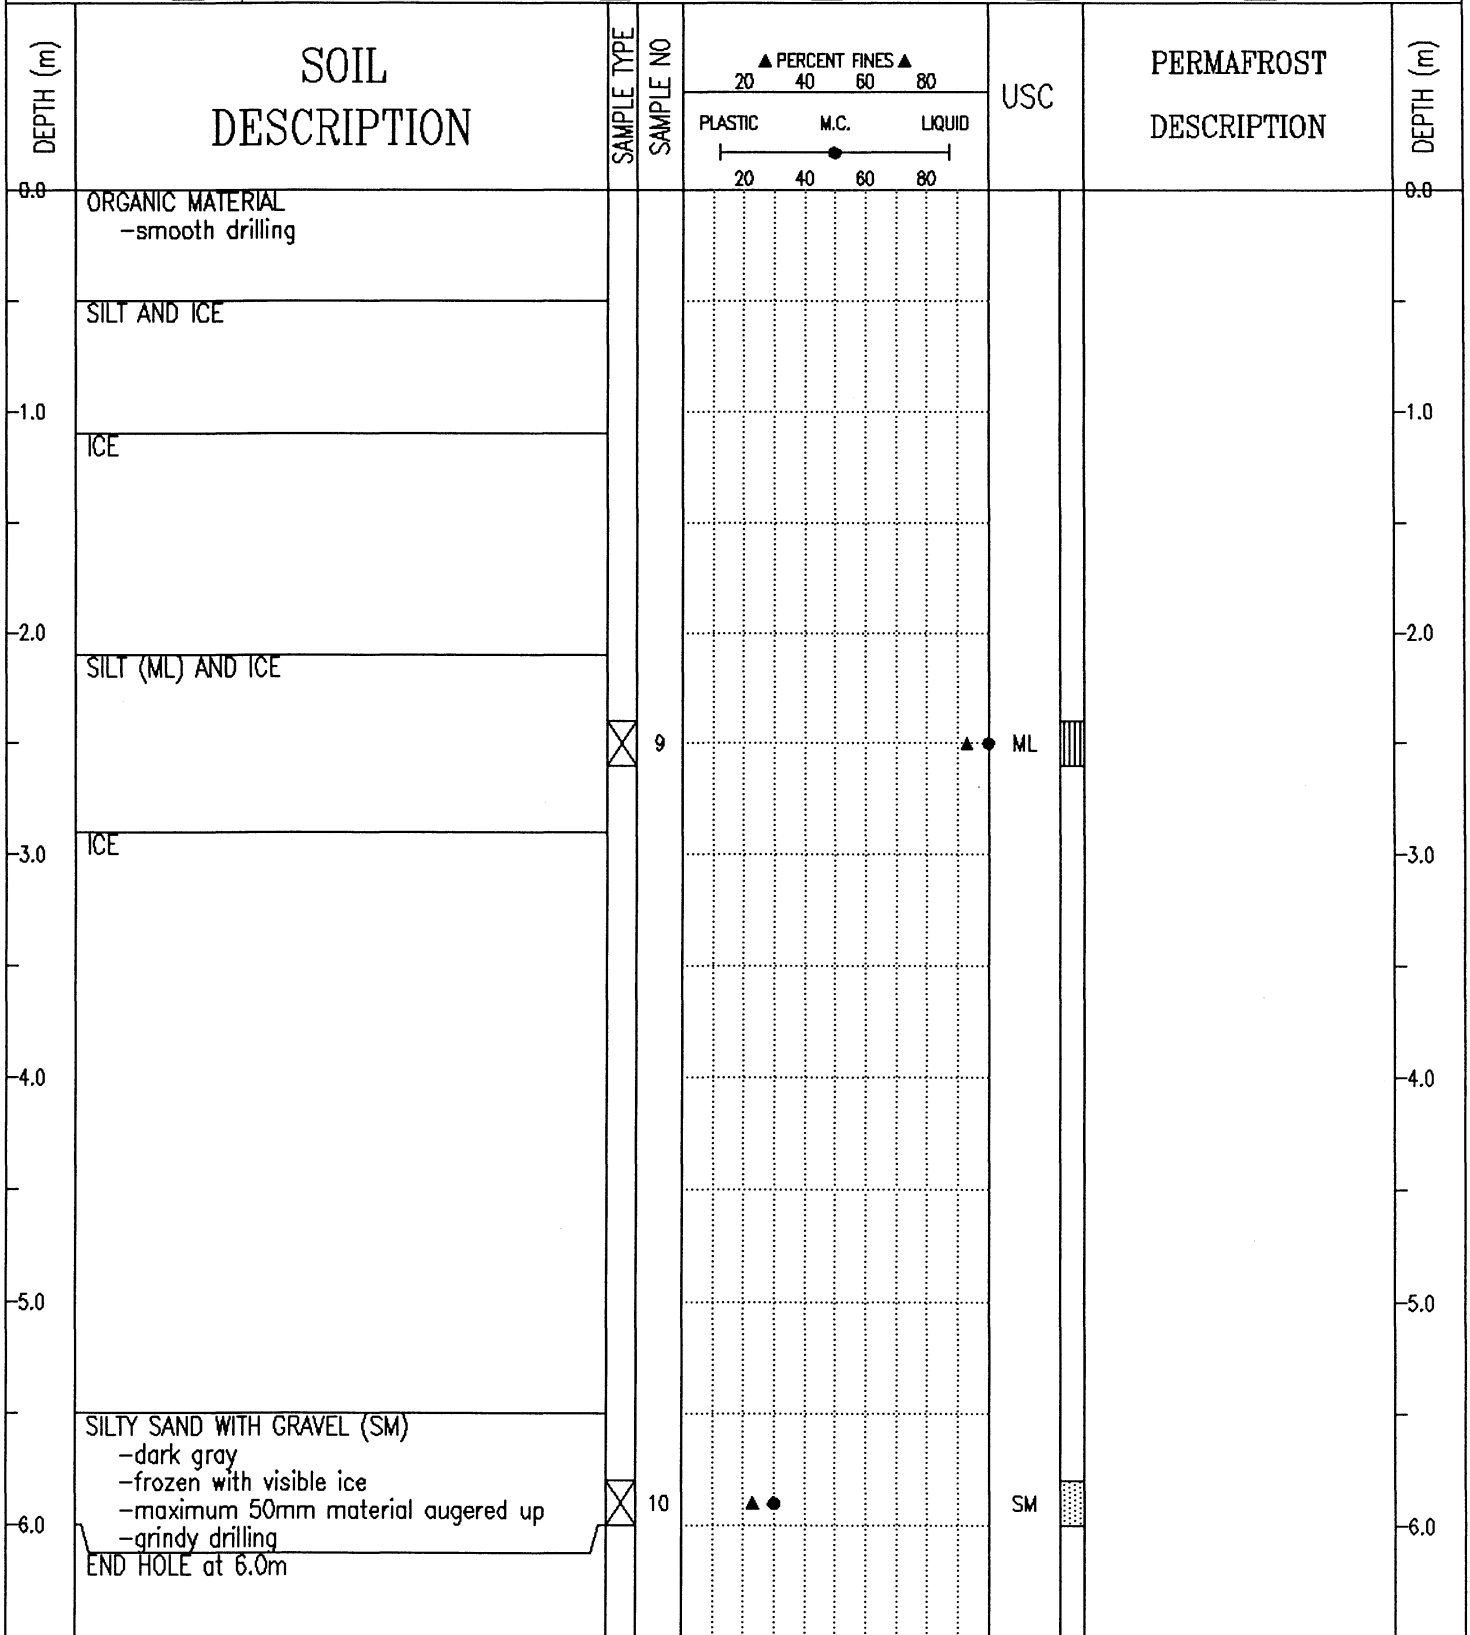 DEPTH (m)
SOIL
DESCRIPTION
SAMPLE TYPE
SAMPLE NO
▲ PERCENT FINES ▲
20 40 60 80
PLASTIC M.C. LIQUID
20 40 60 80
USC
PERMAFROST
DESCRIPTION
DEPTH (m)
0.0 0.0
ORGANIC MATERIAL
-smooth drilling
SILT AND ICE
1.0 1.0
ICE
2.0 2.0
SILT (ML) AND ICE
9 ML
ICE
3.0 3.0
4.0 4.0
5.0 5.0
SILTY SAND WITH GRAVEL (SM)
-dark gray
-frozen with visible ice
-maximum 50mm material augered up
10 SM
6.0 6.0
-grindy drilling
END HOLE at 6.0m